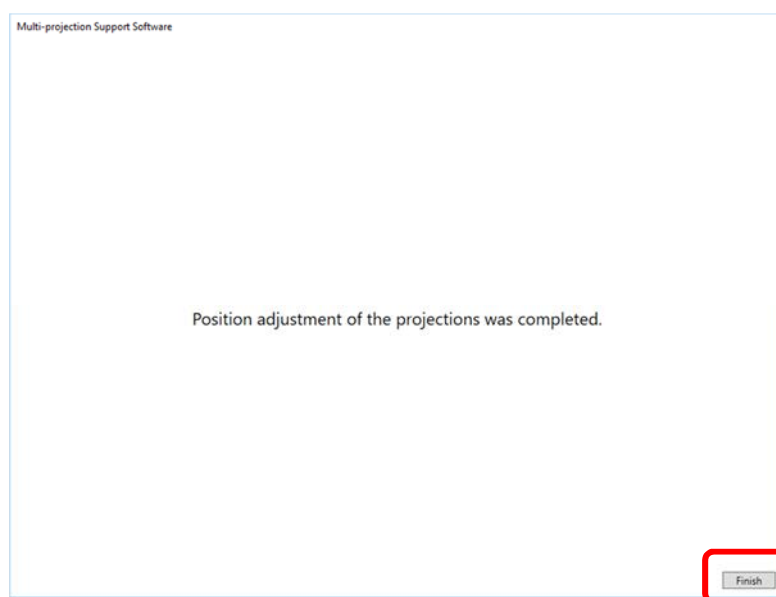 Multi-projection Support Software
Position adjustment of the projections was completed.
Finish